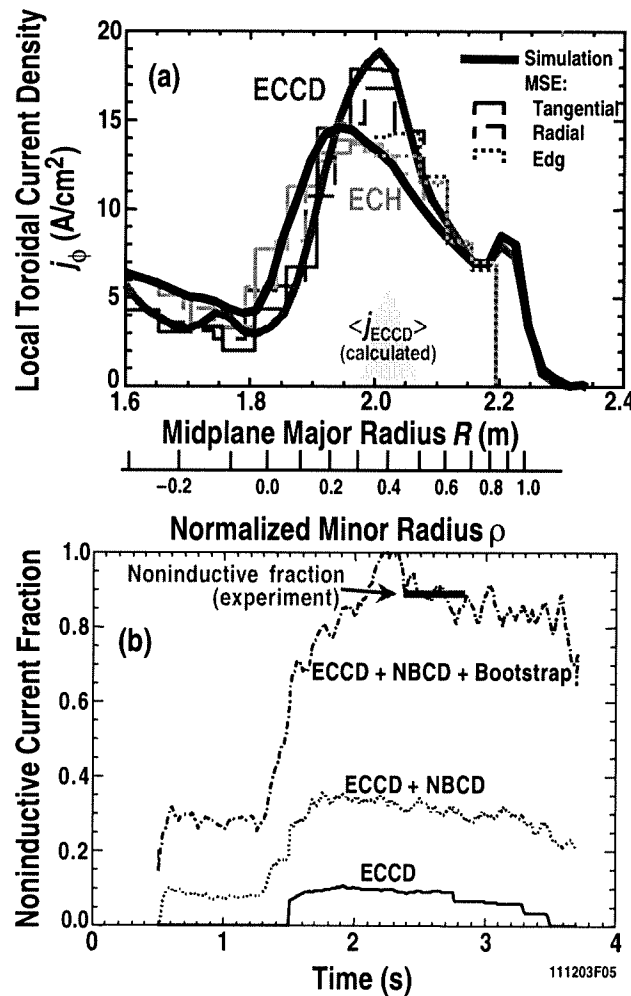 20
15
10
5
0
Local Toroidal Current Density
jϕ (A/cm²)
(a)
ECCD
ECH
Simulation
MSE:
Tangential
Radial
Edg
<jECCD>
(calculated)
1.6 1.8 2.0 2.2 2.4
Midplane Major Radius R (m)
−0.2 0.0 0.2 0.4 0.6 0.8 1.0
Normalized Minor Radius ρ
1.0
0.8
0.6
0.4
0.2
0.0
Noninductive Current Fraction
Noninductive fraction
(experiment)
(b)
ECCD + NBCD + Bootstrap
ECCD + NBCD
ECCD
0 1 2 3 4
Time (s)
111203F05